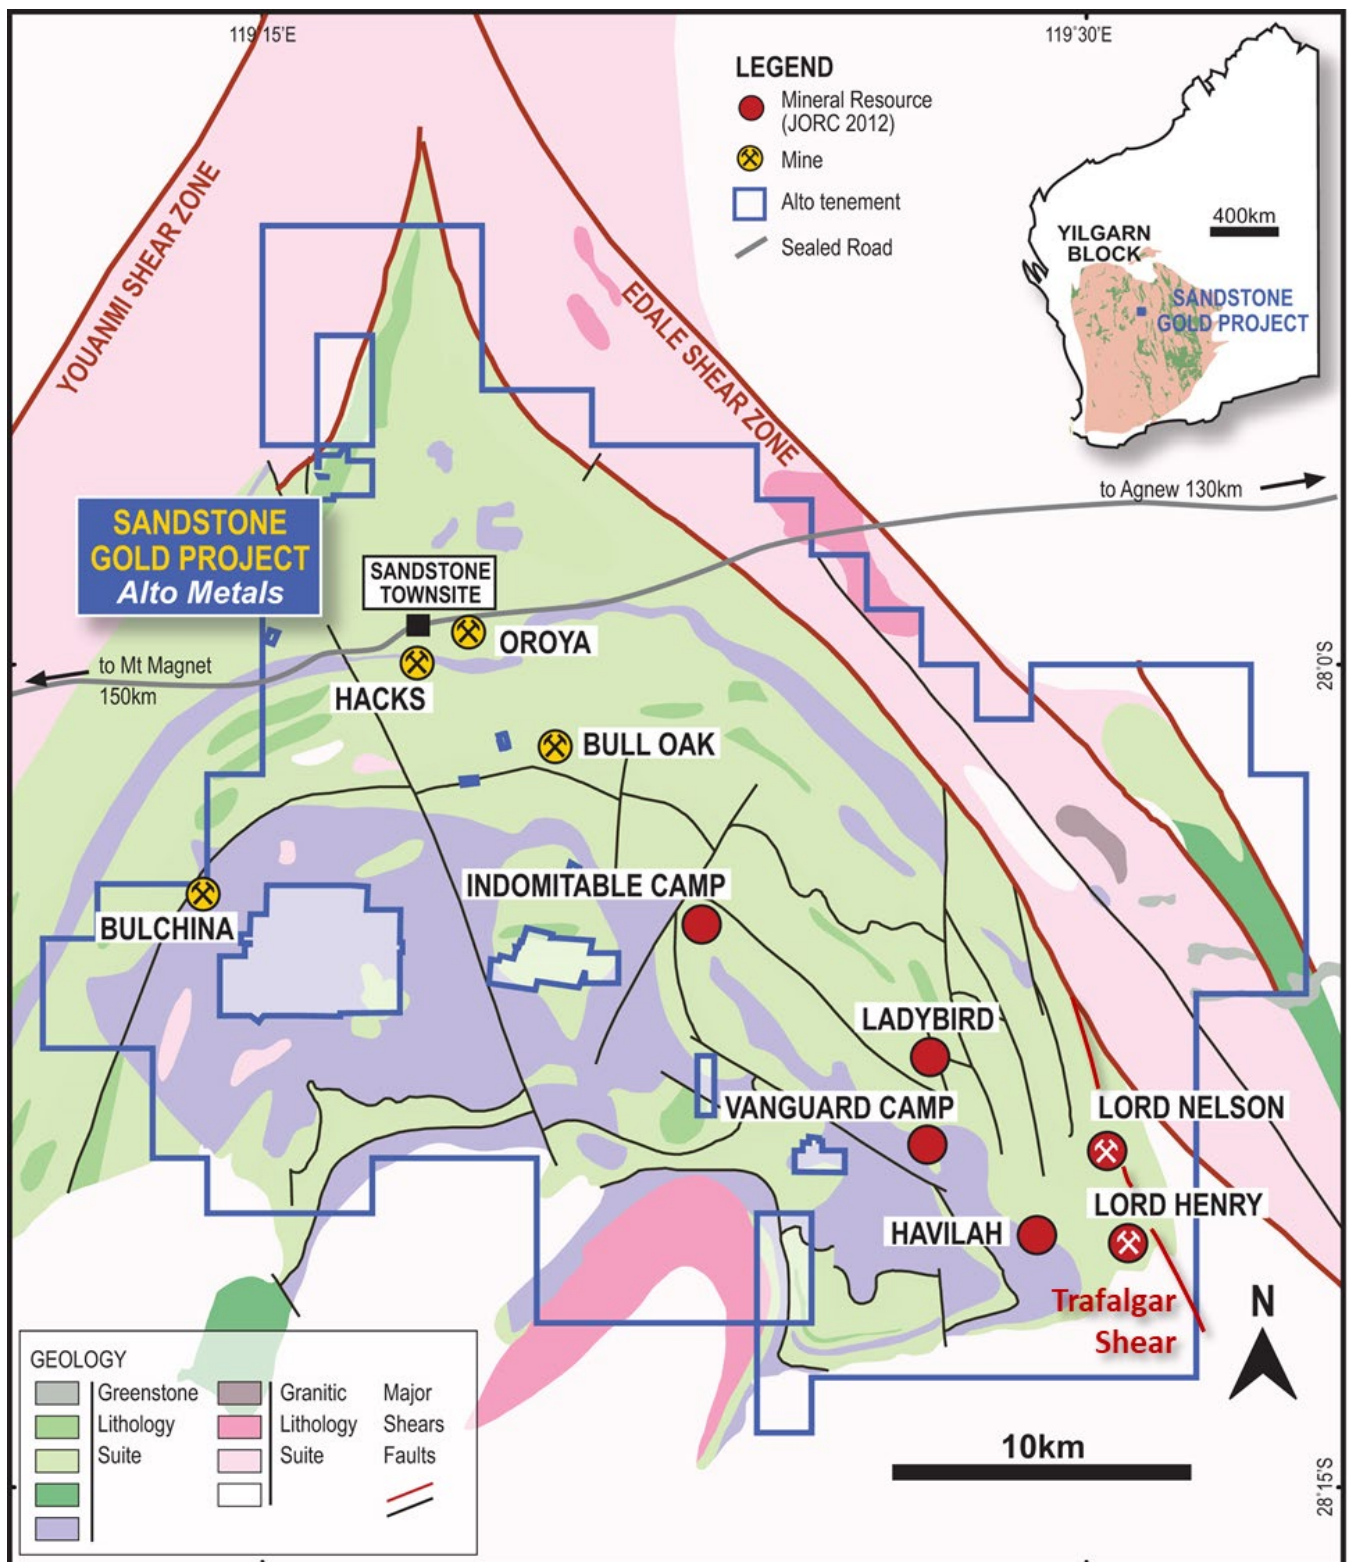 119°15'E
119°30'E
LEGEND
Mineral Resource
(JORC 2012)
Mine
Alto tenement
Sealed Road
400km
YILGARN
BLOCK
SANDSTONE
GOLD PROJECT
YOUANMI SHEAR ZONE
EDALE SHEAR ZONE
to Agnew 130km
SANDSTONE
GOLD PROJECT
Alto Metals
SANDSTONE
TOWNSITE
OROYA
to Mt Magnet
150km
HACKS
28°0'S
BULL OAK
INDOMITABLE CAMP
BULCHINA
LADYBIRD
VANGUARD CAMP
LORD NELSON
LORD HENRY
HAVILAH
Trafalgar
Shear
N
GEOLOGY
Greenstone
Lithology
Suite
Granitic
Lithology
Suite
Major
Shears
Faults
10km
28°15'S